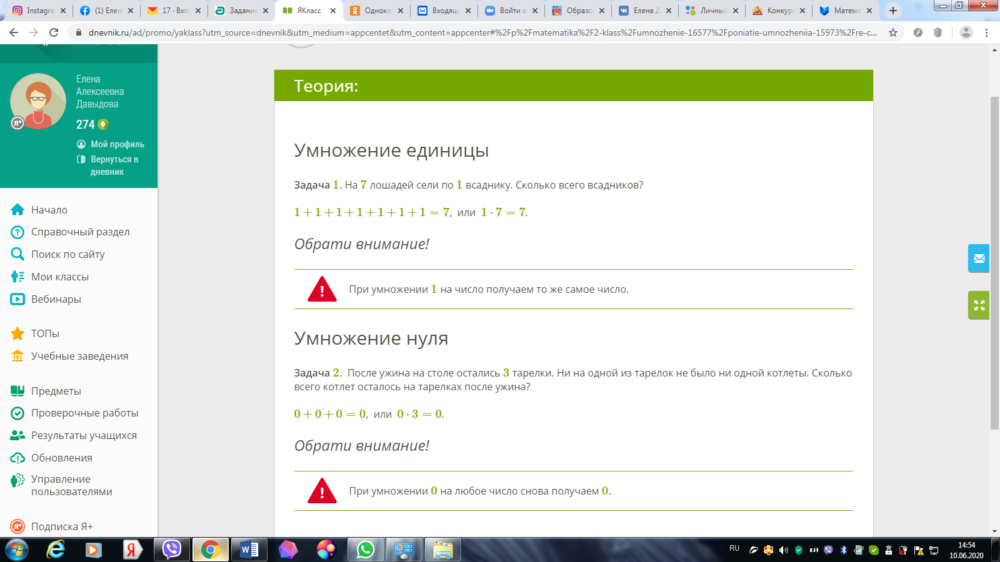 Instagra
(1) Елен
17 · Вхо
Задание
ЯКласс
Однокл
Входящ
Войти в
Образо
Елена Д
Личный
Конкур
Матема
dnevnik.ru/ad/promo/yaklass?utm_source=dnevnik&utm_medium=appcentet&utm_content=appcenter#%2Fp%2Fmatematika%2F2-klass%2Fumnozhenie-16577%2Fponiatie-umnozheniia-15973%2Fre-c...
Елена
Алексеевна
Давыдова
Я+
274
Мой профиль
Вернуться в
дневник
Начало
Справочный раздел
Поиск по сайту
Мои классы
Вебинары
ТОПы
Учебные заведения
Предметы
Проверочные работы
Результаты учащихся
Обновления
Управление
пользователями
Я+ Подписка Я+
Теория:
Умножение единицы
Задача 1. На 7 лошадей сели по 1 всаднику. Сколько всего всадников?
1 + 1 + 1 + 1 + 1 + 1 + 1 = 7, или 1 · 7 = 7.
Обрати внимание!
При умножении 1 на число получаем то же самое число.
Умножение нуля
Задача 2. После ужина на столе остались 3 тарелки. Ни на одной из тарелок не было ни одной котлеты. Сколько
всего котлет осталось на тарелках после ужина?
0 + 0 + 0 = 0, или 0 · 3 = 0.
Обрати внимание!
При умножении 0 на любое число снова получаем 0.
RU
14:54
10.06.2020